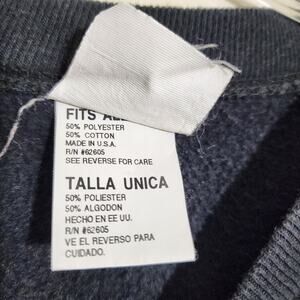 FITS ALL
50% POLYESTER
50% COTTON
MADE IN U.S.A.
R/N #62605
SEE REVERSE FOR CARE
TALLA UNICA
50% POLIESTER
50% ALGODON
HECHO EN EE UU.
R/N #62605
VE EL REVERSO PARA
CUIDADO.